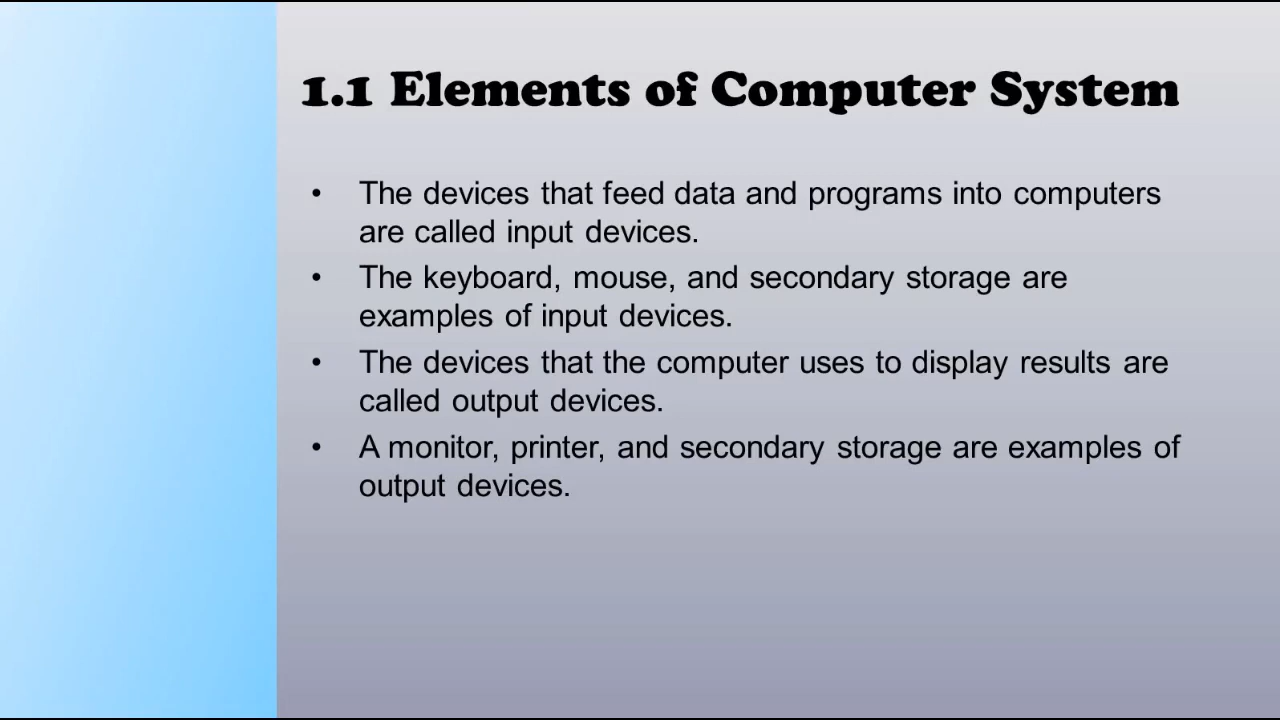 1.1 Elements of Computer System
• The devices that feed data and programs into computers
are called input devices.
• The keyboard, mouse, and secondary storage are
examples of input devices.
• The devices that the computer uses to display results are
called output devices.
• A monitor, printer, and secondary storage are examples of
output devices.